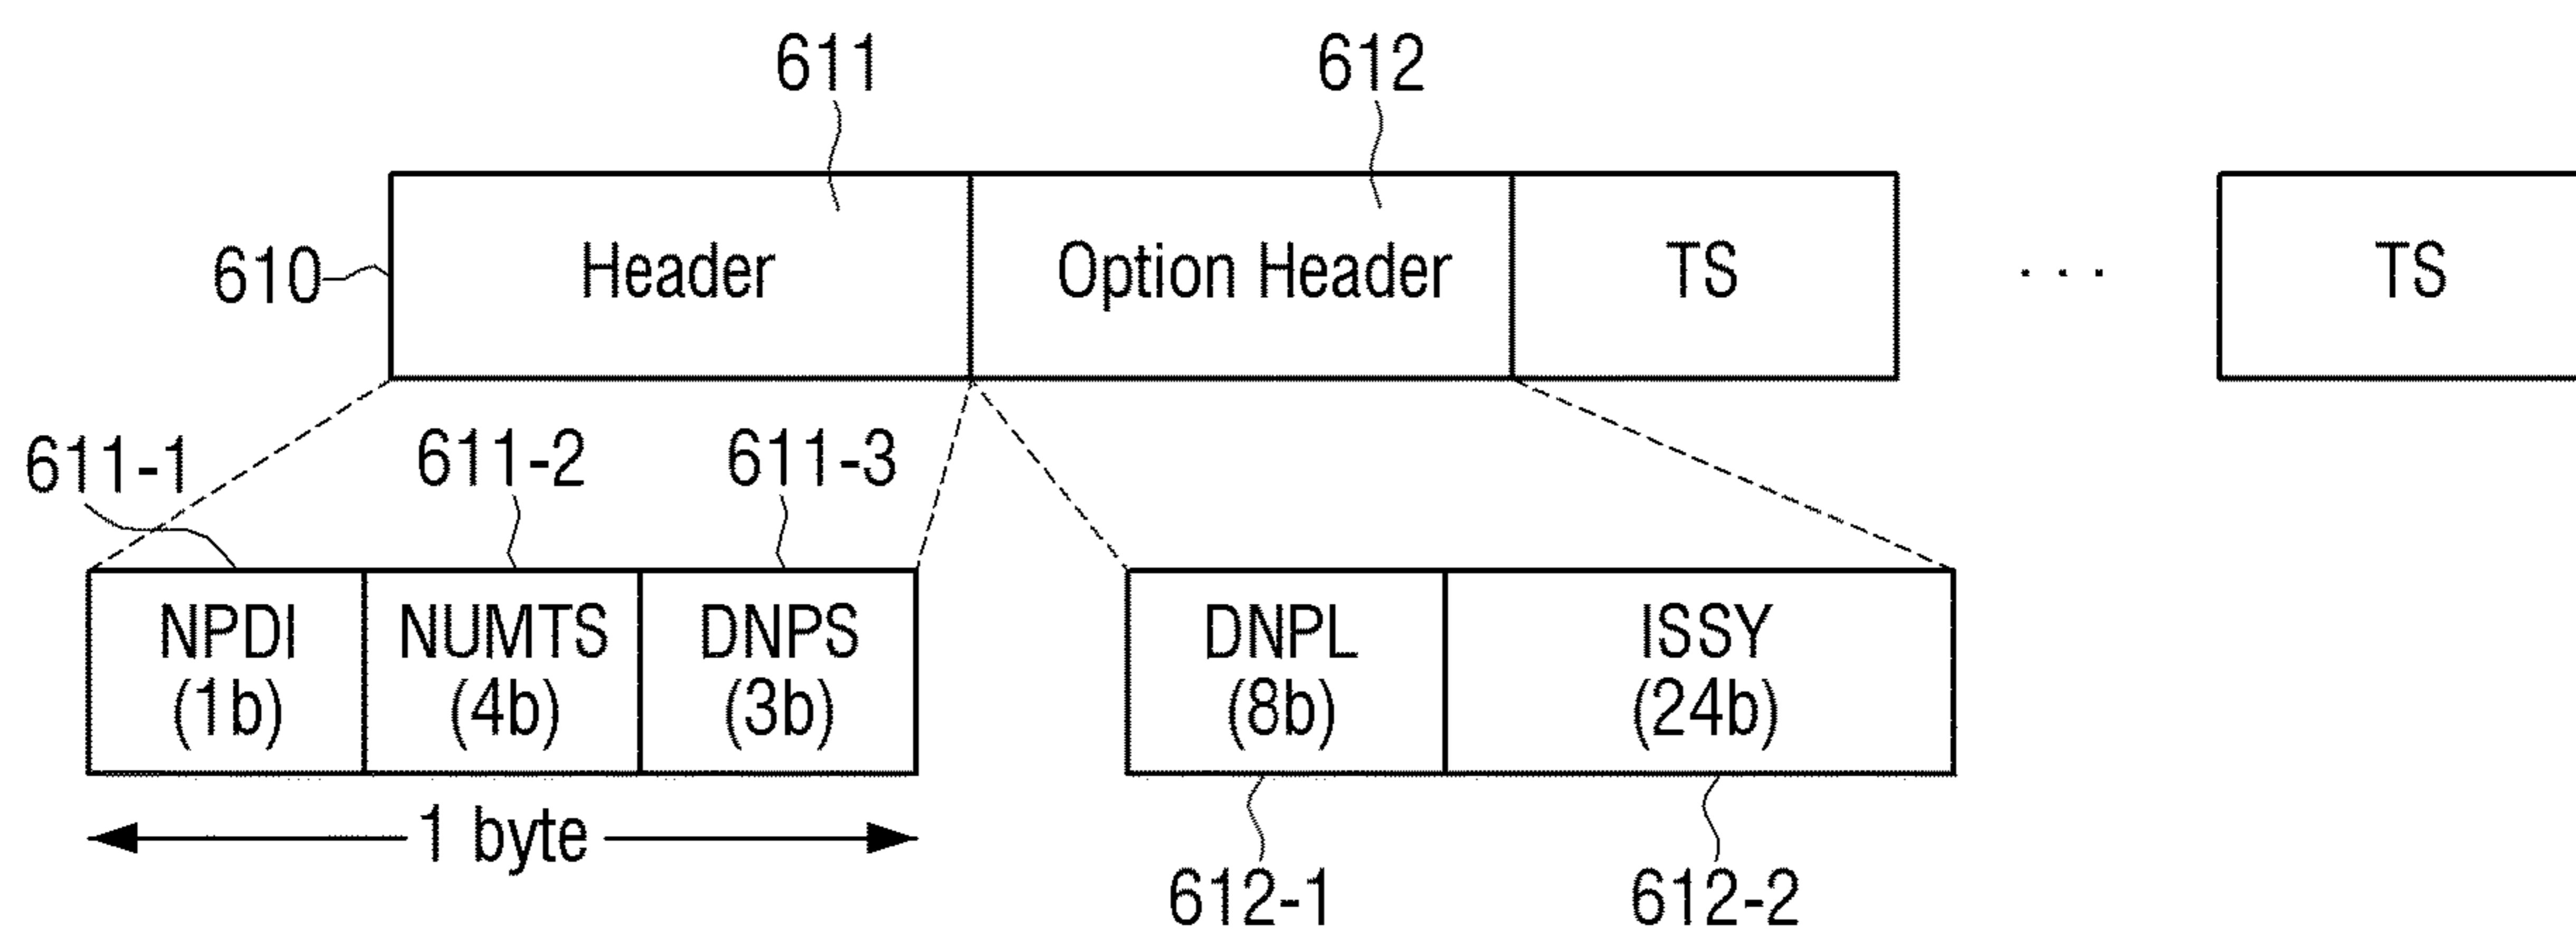 611 612
610 Header Option Header TS . . . TS
611-1 611-2 611-3
NPDI NUMTS DNPS DNPL ISSY
(1b) (4b) (3b) (8b) (24b)
1 byte
612-1 612-2